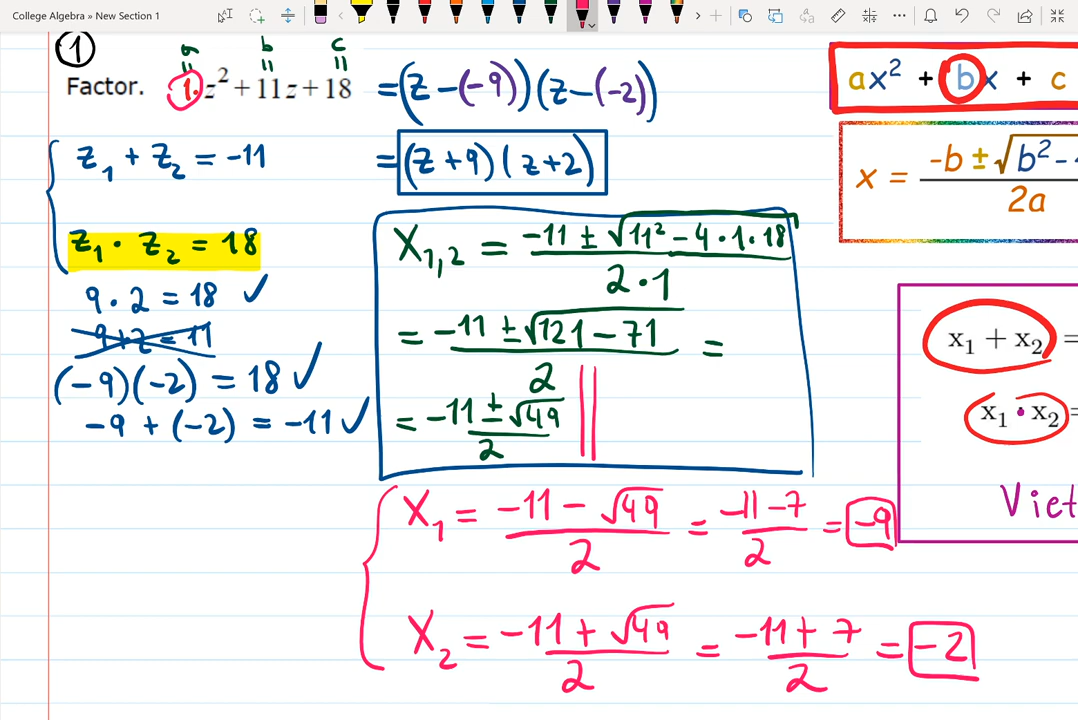 College Algebra » New Section 1
1
a b c
Factor. 1.z² + 11z + 18 = (z − (−9))(z − (−2))
= (z + 9)(z + 2)
z₁ + z₂ = −11
z₁ · z₂ = 18
9 · 2 = 18 ✓
9 + 2 = 11
(−9)(−2) = 18 ✓
−9 + (−2) = −11 ✓
X₁,₂ = (−11 ± √(11² − 4·1·18)) / (2·1)
= (−11 ± √(121 − 71)) / 2 =
= (−11 ± √49) / 2
X₁ = (−11 − √49) / 2 = (−11 − 7) / 2 = −9
X₂ = (−11 + √49) / 2 = (−11 + 7) / 2 = −2
ax² + bx + c
x = −b ± √b² −
2a
x₁ + x₂ =
x₁ • x₂ =
Viet